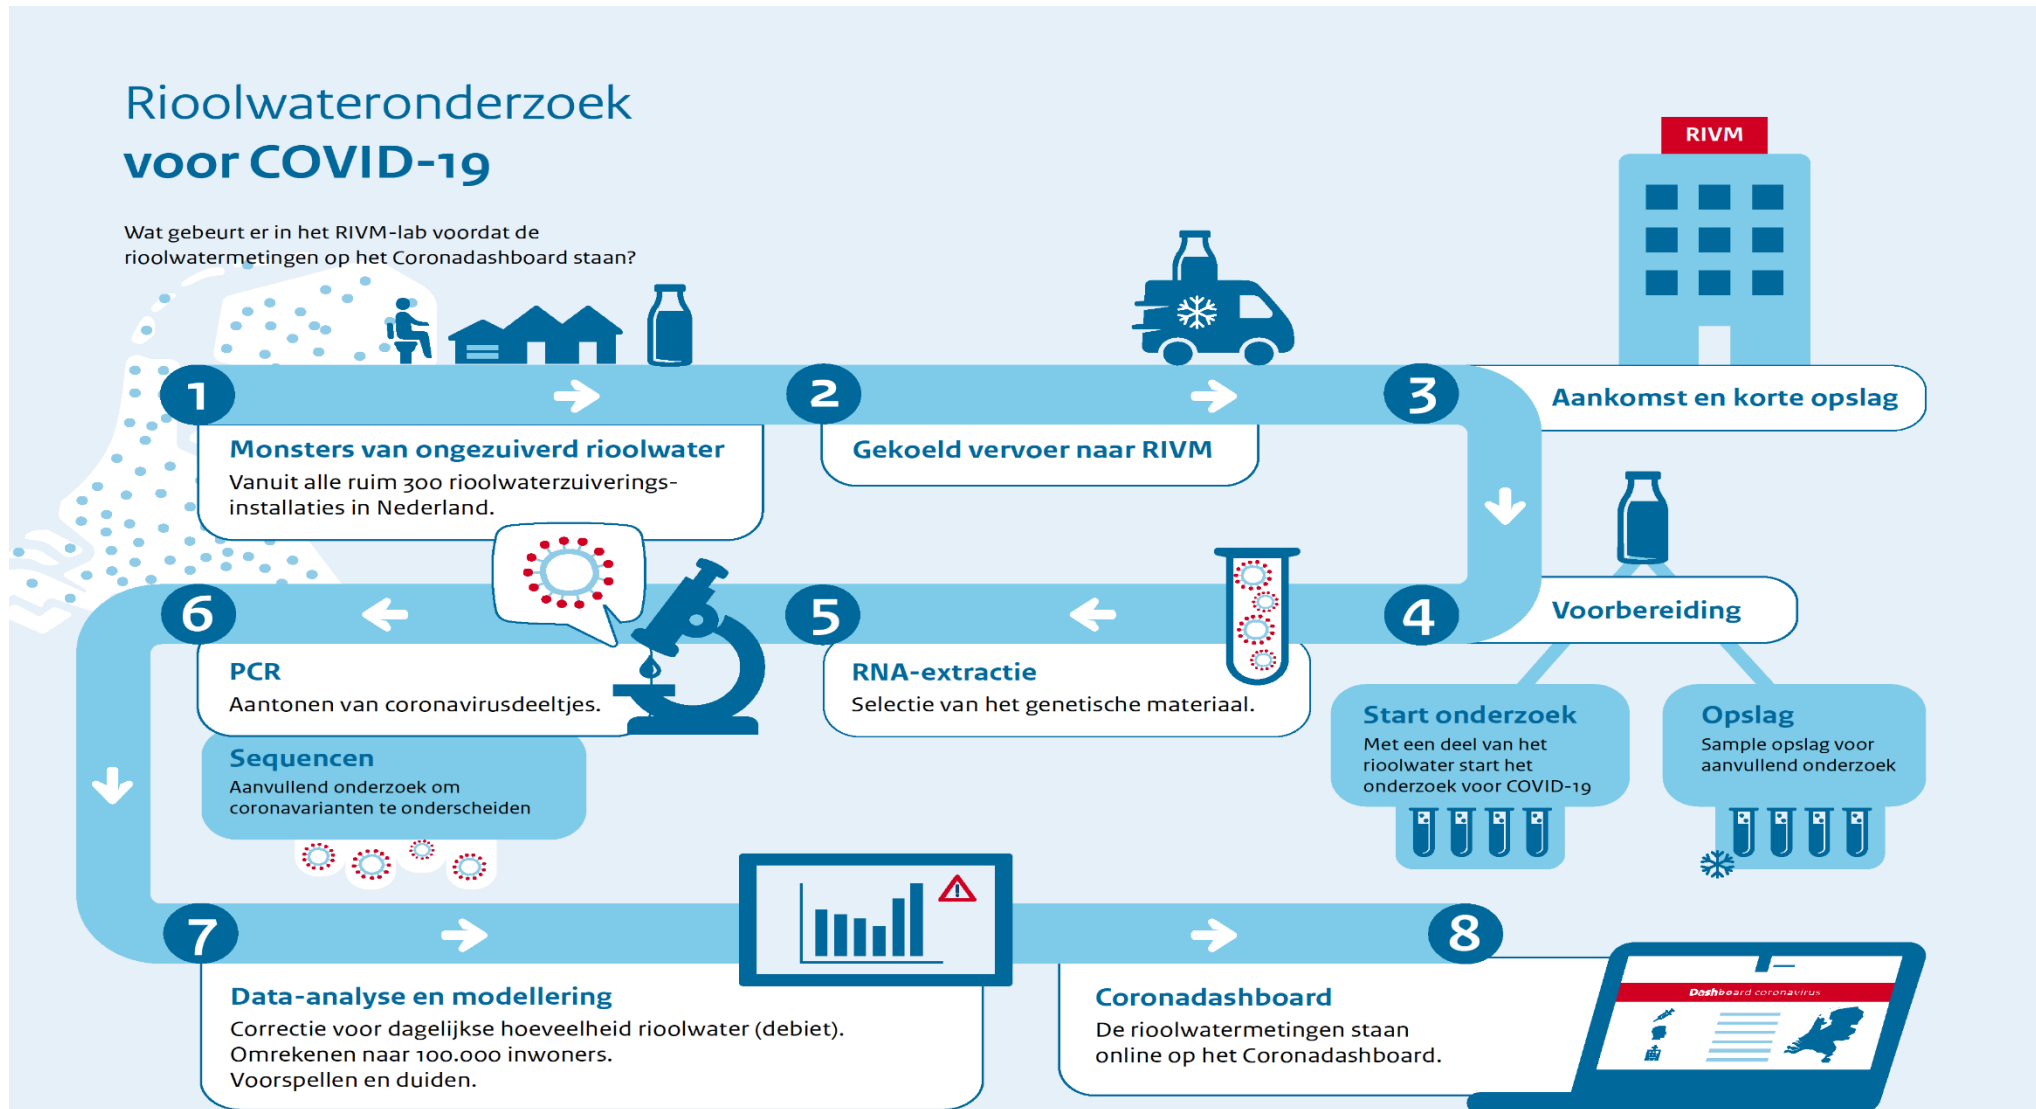 Rioolwateronderzoek
voor COVID-19
Wat gebeurt er in het RIVM-lab voordat de
rioolwatermetingen op het Coronadashboard staan?
RIVM
1
2
3
Aankomst en korte opslag
Monsters van ongezuiverd rioolwater
Vanuit alle ruim 300 rioolwaterzuiverings-
installaties in Nederland.
Gekoeld vervoer naar RIVM
4
Voorbereiding
Start onderzoek
Met een deel van het
rioolwater start het
onderzoek voor COVID-19
Opslag
Sample opslag voor
aanvullend onderzoek
5
RNA-extractie
Selectie van het genetische materiaal.
6
PCR
Aantonen van coronavirusdeeltjes.
Sequencen
Aanvullend onderzoek om
coronavarianten te onderscheiden
7
Data-analyse en modellering
Correctie voor dagelijkse hoeveelheid rioolwater (debiet).
Omrekenen naar 100.000 inwoners.
Voorspellen en duiden.
8
Coronadashboard
De rioolwatermetingen staan
online op het Coronadashboard.
Dashboard coronavirus